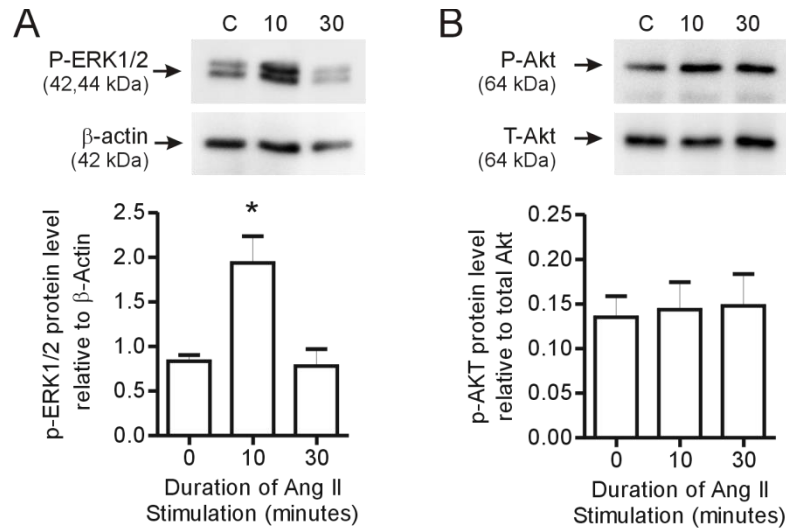 A
C 10 30
P-ERK1/2
(42,44 kDa)
β-actin
(42 kDa)
p-ERK1/2 protein level
relative to β-Actin
2.5
2.0
1.5
1.0
0.5
0.0
*
0 10 30
Duration of Ang II
Stimulation (minutes)
B
C 10 30
P-Akt
(64 kDa)
T-Akt
(64 kDa)
p-AKT protein level
relative to total Akt
0.25
0.20
0.15
0.10
0.05
0.00
0 10 30
Duration of Ang II
Stimulation (minutes)